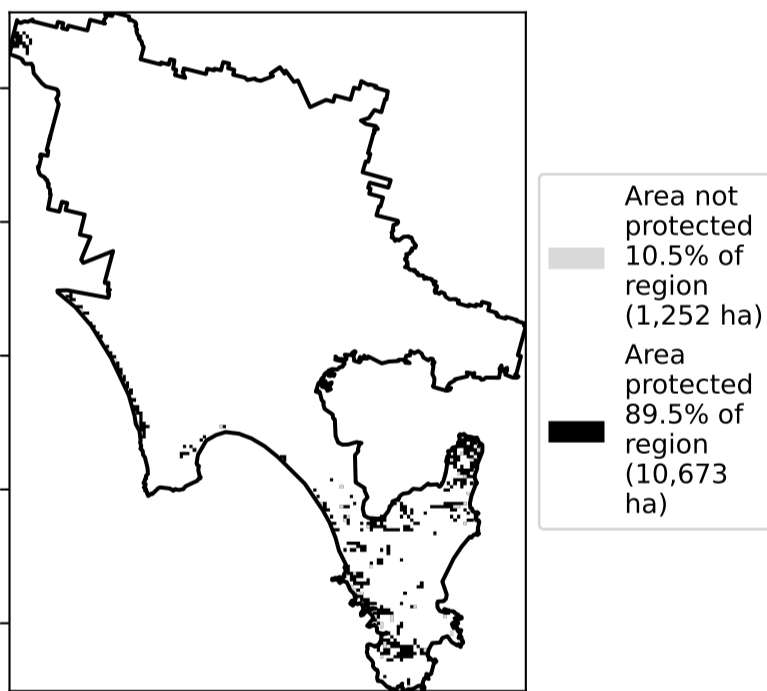 Area not
protected
10.5% of
region
(1,252 ha)
Area
protected
89.5% of
region
(10,673
ha)